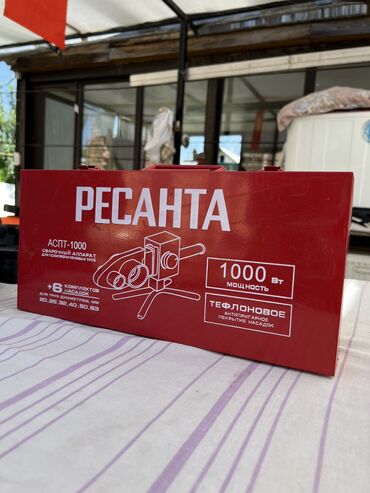 РЕСАНТА
АСПТ-1000
СВАРОЧНЫЙ АППАРАТ
ДЛЯ ПОЛИПРОПИЛЕНОВЫХ ТРУБ
+6 КОМПЛЕКТОВ НАСАДОК
ДЛЯ ТРУБ ДИАМЕТРОМ, ММ
20, 25, 32, 40, 50, 63
1000 Вт
МОЩНОСТЬ
ТЕФЛОНОВОЕ
АНТИПРИГАРНОЕ
ПОКРЫТИЕ НАСАДОК